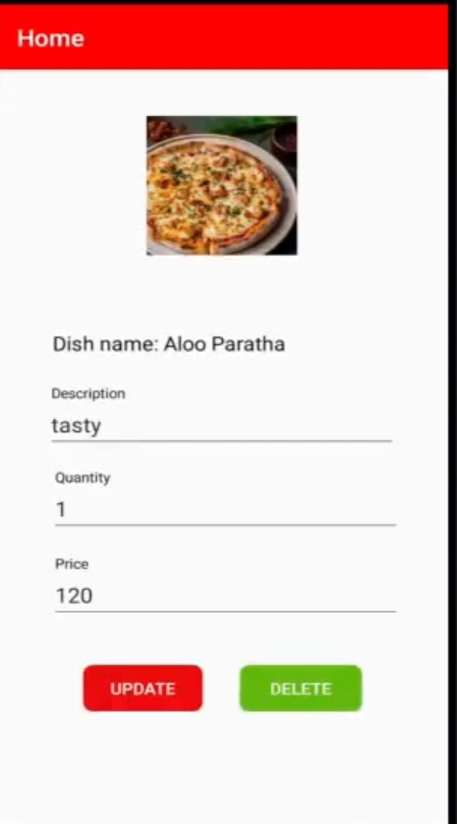 Home
Dish name: Aloo Paratha
Description
tasty
Quantity
1
Price
120
UPDATE DELETE